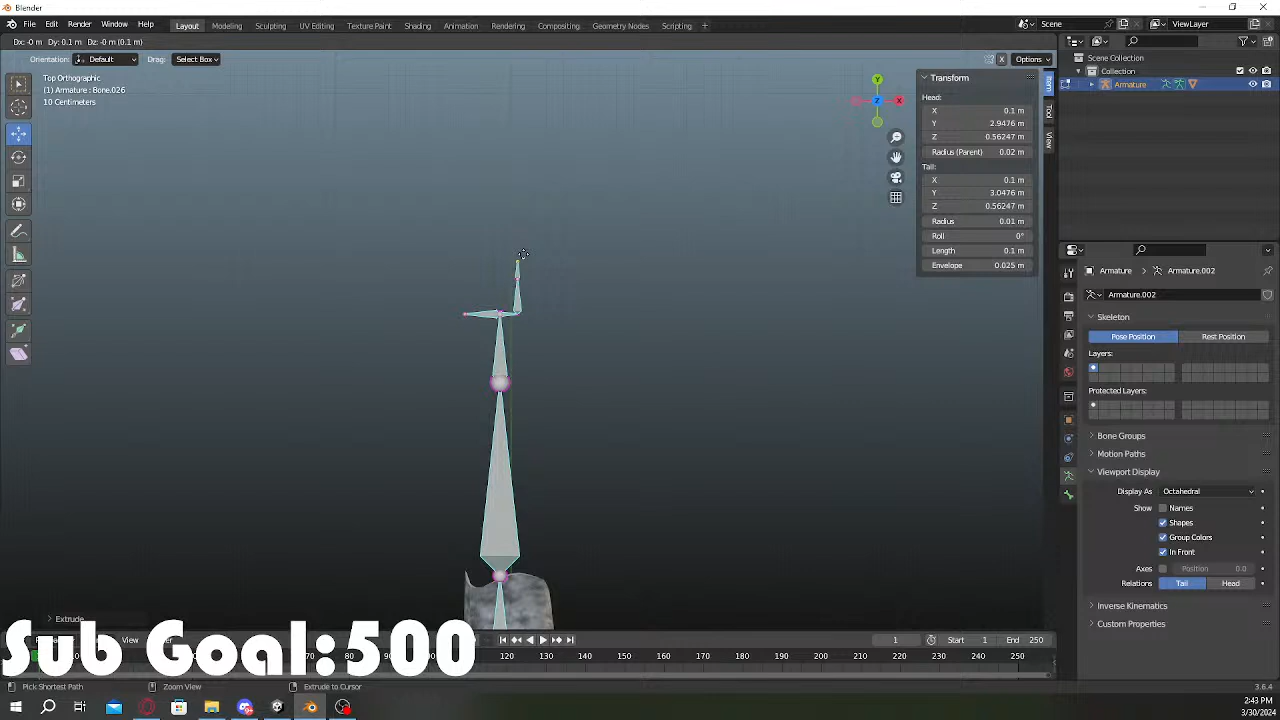 Blender
File Edit Render Window Help
Layout Modeling Sculpting UV Editing Texture Paint Shading Animation Rendering Compositing Geometry Nodes Scripting +
Scene
ViewLayer
Dx: -0 m Dy: 0.1 m Dz: -0 m (0.1 m)
Orientation: Default Drag: Select Box
X Options
Top Orthographic
(1) Armature : Bone.026
10 Centimeters
Y
Z
X
Transform
Head:
X 0.1 m
Y 2.9476 m
Z 0.56247 m
Radius (Parent) 0.02 m
Tail:
X 0.1 m
Y 3.0476 m
Z 0.56247 m
Radius 0.01 m
Roll 0°
Length 0.1 m
Envelope 0.025 m
Item
Tool
View
Scene Collection
Collection
Armature
Armature > Armature.002
Armature.002
Skeleton
Pose Position Rest Position
Layers:
Protected Layers:
Bone Groups
Motion Paths
Viewport Display
Display As Octahedral
Show Names
Shapes
Group Colors
In Front
Axes Position 0.0
Relations Tail Head
Inverse Kinematics
Custom Properties
> Extrude
View
1 Start 1 End 250
120 130 140 150 160 170 180 190 200 210 220 230 240 250
Sub Goal:500
Pick Shortest Path Zoom View Extrude to Cursor
3.6.4
2:43 PM
3/30/2024